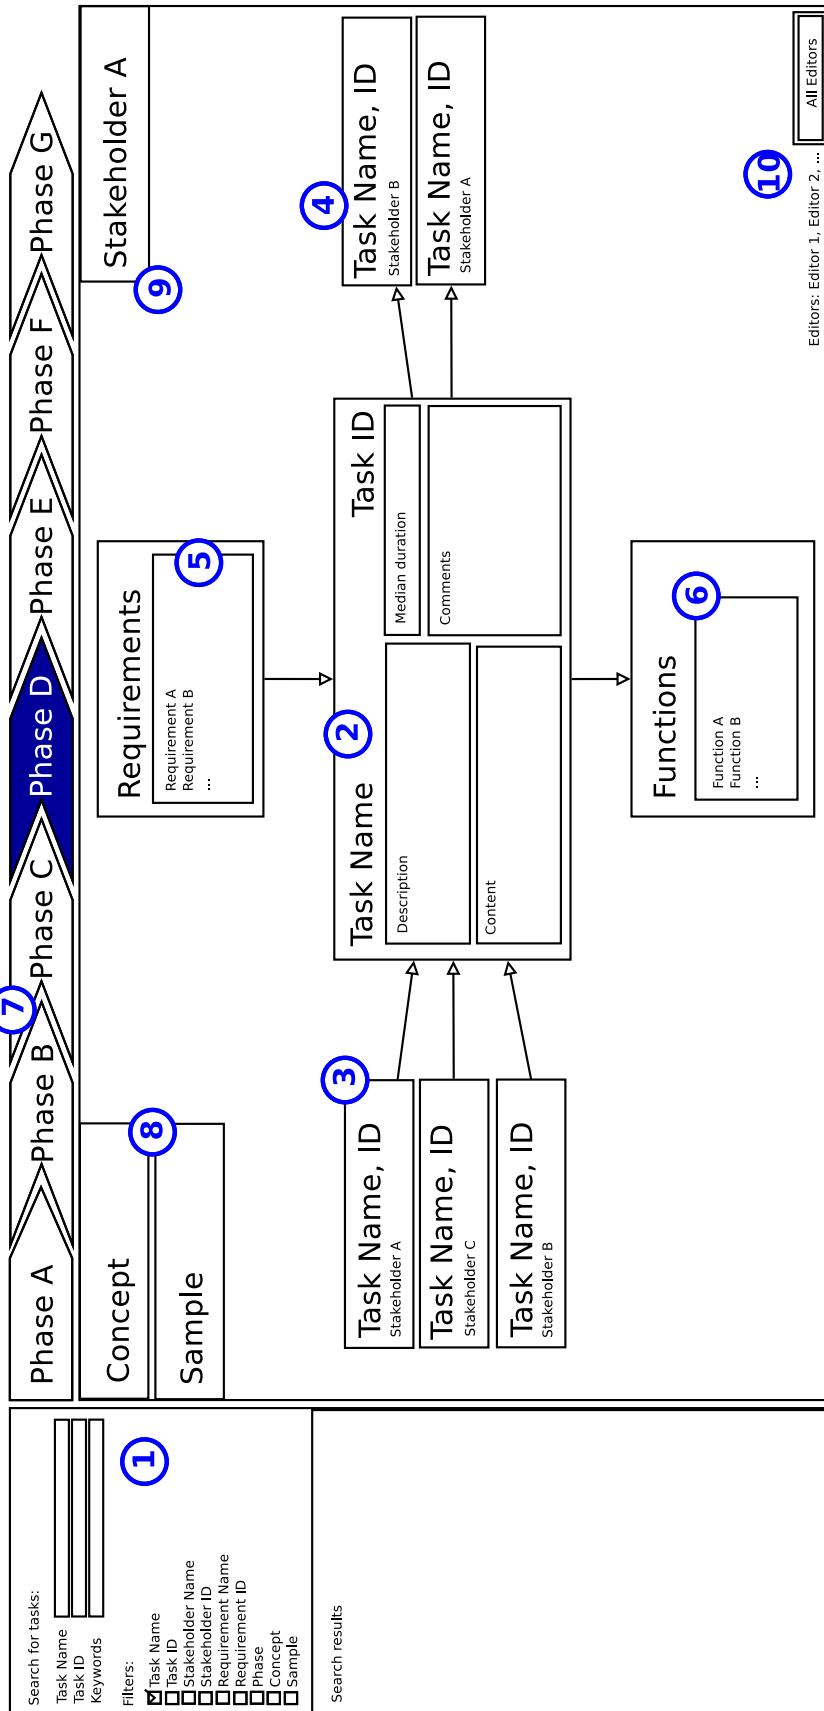 Search for tasks:
Task Name
Task ID
Keywords
1
Filters:
Task Name
Task ID
Stakeholder Name
Stakeholder ID
Requirement Name
Requirement ID
Phase
Concept
Sample
Search results
Phase A
Phase B
7
Phase C
Phase D
Phase E
Phase F
Phase G
Concept
8
Sample
Stakeholder A
9
Requirements
5
Requirement A
Requirement B
...
3
Task Name, ID
Stakeholder A
Task Name, ID
Stakeholder C
Task Name, ID
Stakeholder B
2
Task Name
Task ID
Description
Median duration
Content
Comments
4
Task Name, ID
Stakeholder B
Task Name, ID
Stakeholder A
Functions
6
Function A
Function B
...
10
Editors: Editor 1, Editor 2, ...
All Editors